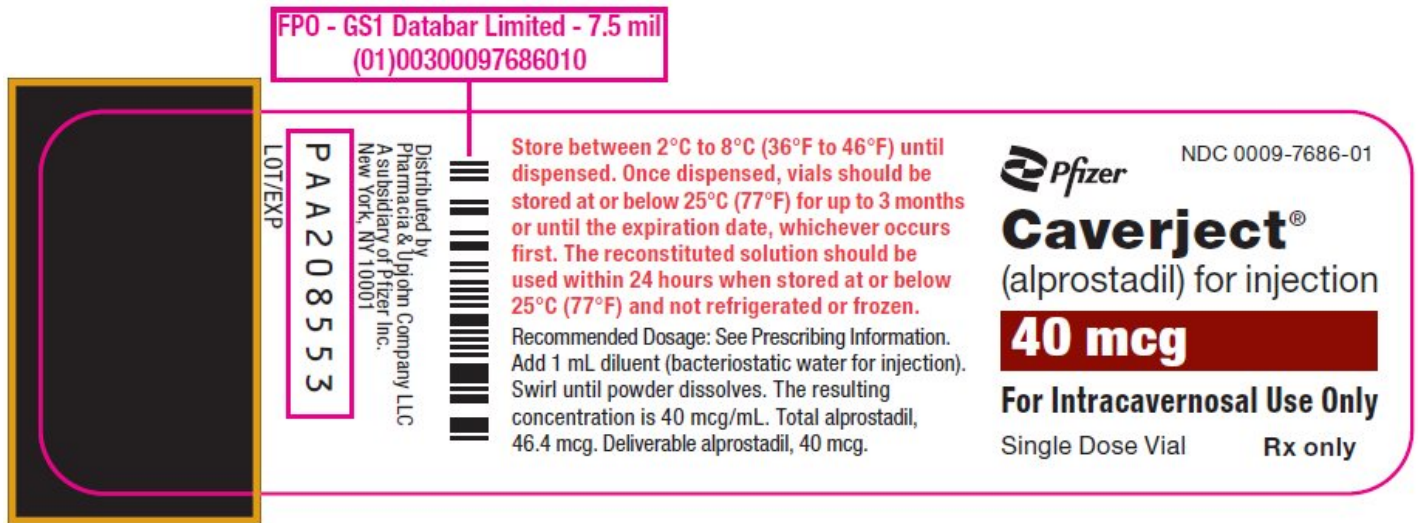 FPO - GS1 Databar Limited - 7.5 mil
(01)00300097686010
LOT/EXP
PAA208553
Distributed by
Pharmacia & Upjohn Company LLC
A subsidiary of Pfizer Inc.
New York, NY 10001
Store between 2°C to 8°C (36°F to 46°F) until
dispensed. Once dispensed, vials should be
stored at or below 25°C (77°F) for up to 3 months
or until the expiration date, whichever occurs
first. The reconstituted solution should be
used within 24 hours when stored at or below
25°C (77°F) and not refrigerated or frozen.
Recommended Dosage: See Prescribing Information.
Add 1 mL diluent (bacteriostatic water for injection).
Swirl until powder dissolves. The resulting
concentration is 40 mcg/mL. Total alprostadil,
46.4 mcg. Deliverable alprostadil, 40 mcg.
Pfizer
NDC 0009-7686-01
Caverject®
(alprostadil) for injection
40 mcg
For Intracavernosal Use Only
Single Dose Vial Rx only